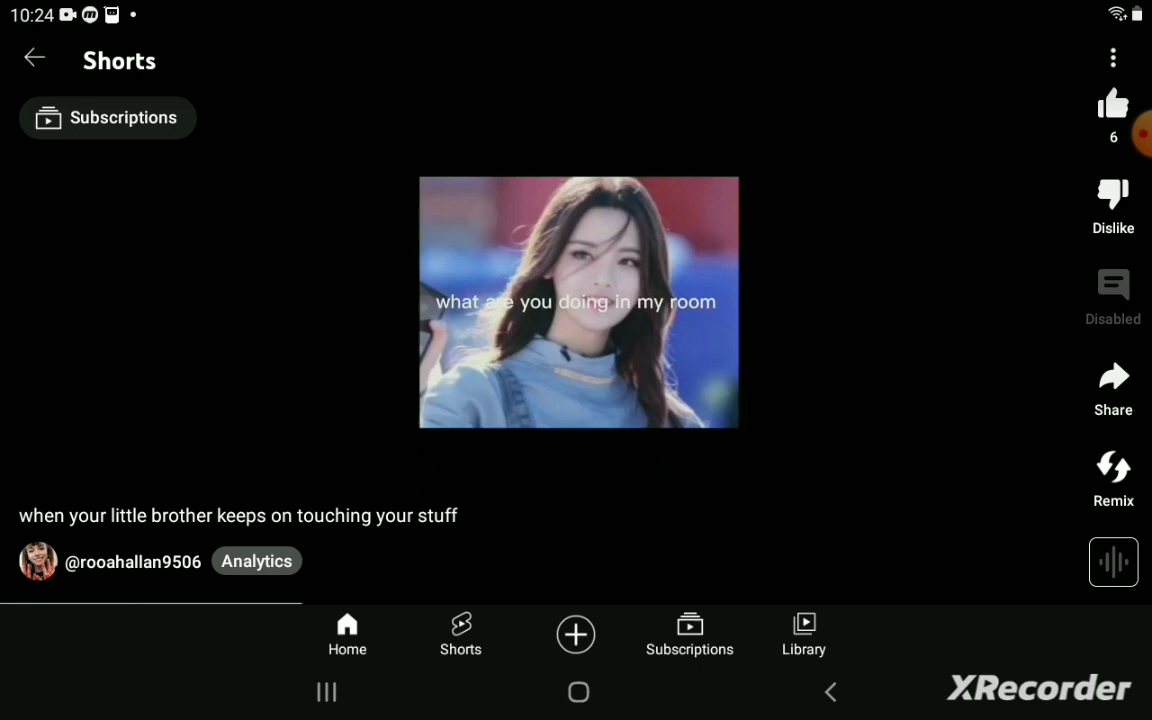 10:24
Shorts
Subscriptions
6
Dislike
what are you doing in my room
Disabled
Share
Remix
when your little brother keeps on touching your stuff
@rooahallan9506 Analytics
Home Shorts Subscriptions Library
XRecorder